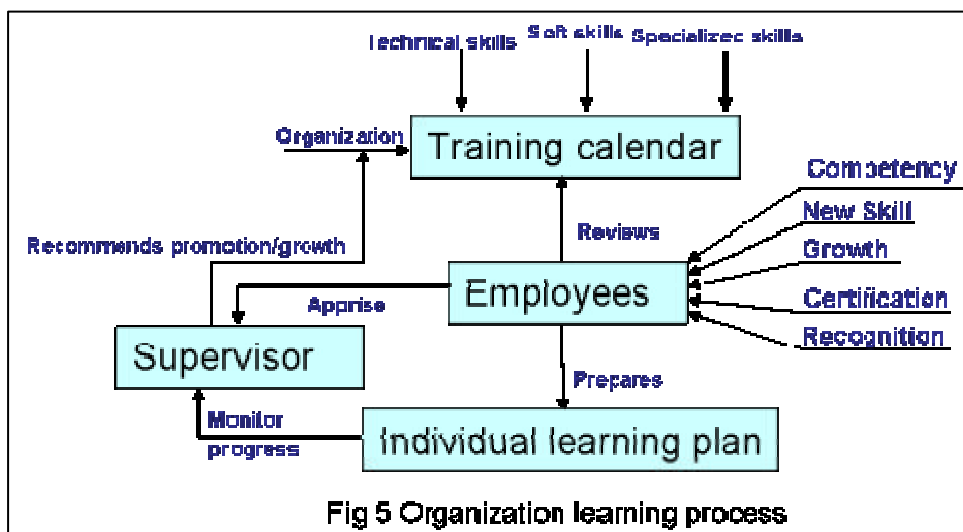 Technical skills
Soft skills
Specialized skills
Organization
Training calendar
Competency
New Skill
Growth
Certification
Recognition
Recommends promotion/growth
Reviews
Employees
Apprise
Supervisor
Prepares
Monitor
progress
Individual learning plan
Fig 5 Organization learning process